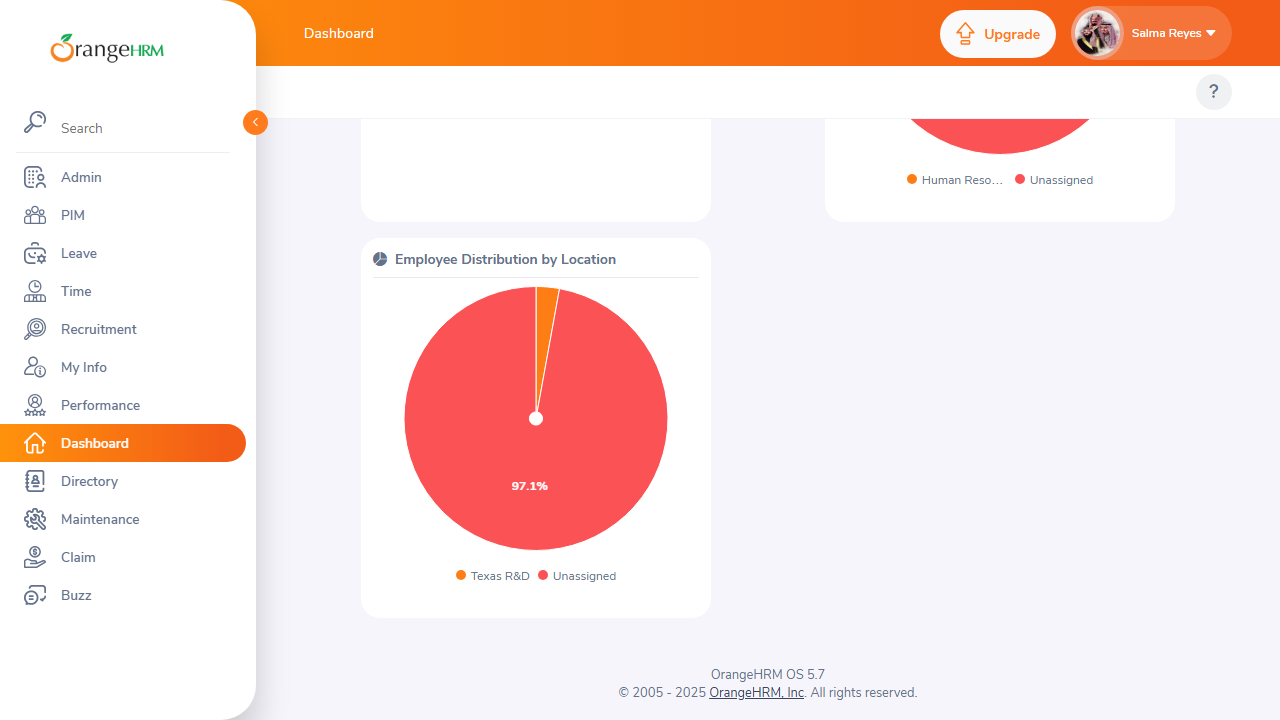 OrangeHRM
Dashboard
Upgrade
Salma Reyes
?
Search
Admin
PIM
Leave
Time
Recruitment
My Info
Performance
Dashboard
Directory
Maintenance
Claim
Buzz
Human Reso… Unassigned
Employee Distribution by Location
97.1%
Texas R&D Unassigned
OrangeHRM OS 5.7
© 2005 - 2025 OrangeHRM, Inc. All rights reserved.